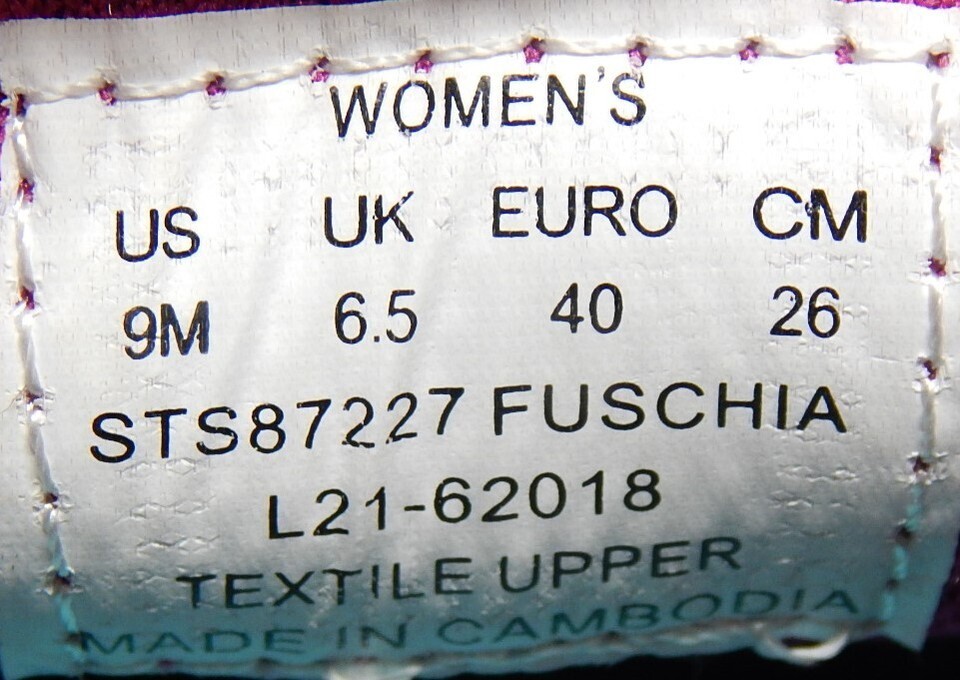 WOMEN'S
US UK EURO CM
9M 6.5 40 26
STS87227 FUSCHIA
L21-62018
TEXTILE UPPER
MADE IN CAMBODIA